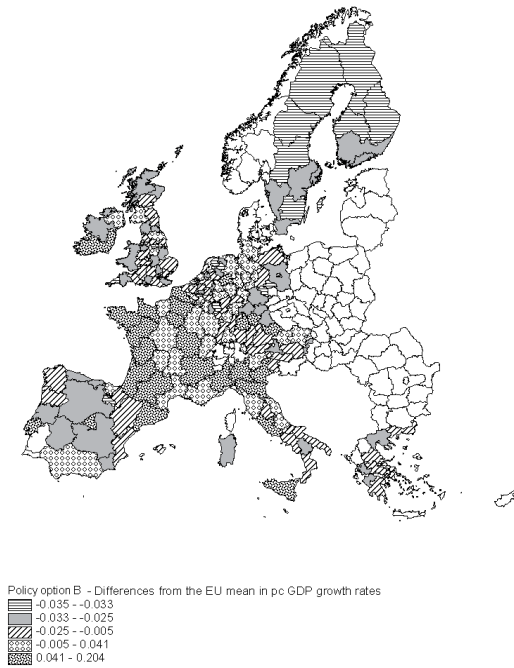 Policy option B - Differences from the EU mean in pc GDP growth rates
-0.035 - -0.033
-0.033 - -0.025
-0.025 - -0.005
-0.005 - 0.041
0.041 - 0.204